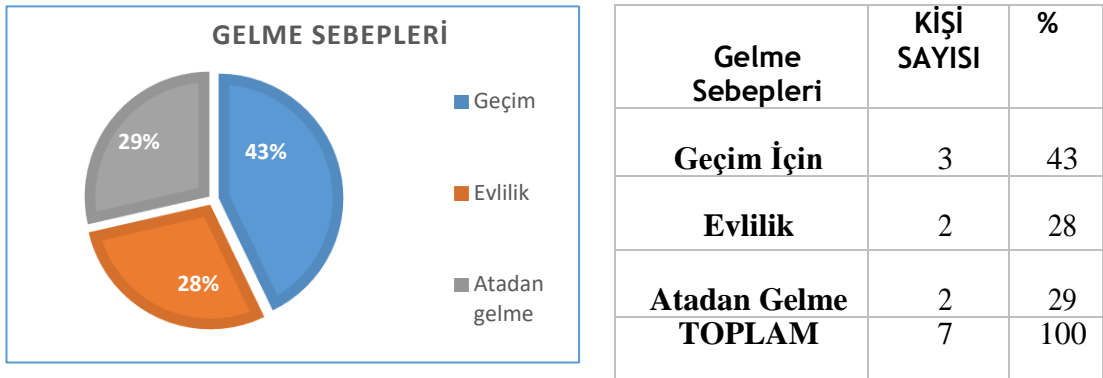 GELME SEBEPLERİ
29%
43%
28%
Geçim
Evlilik
Atadan
gelme
Gelme
Sebepleri
KİŞİ
SAYISI
%
Geçim İçin 3 43
Evlilik 2 28
Atadan Gelme 2 29
TOPLAM 7 100